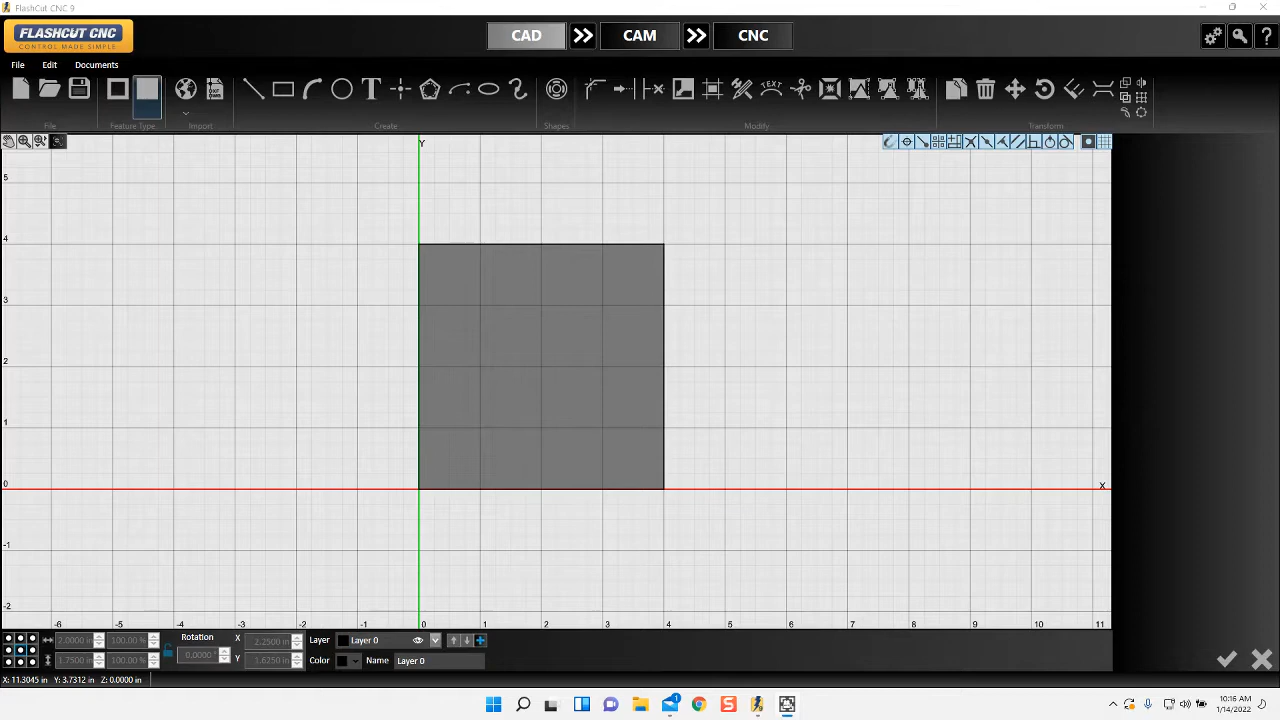 FlashCut CNC 9
FLASHCUT CNC
CONTROL MADE SIMPLE
CAD
CAM
CNC
File Edit Documents
DXF
T
TEXT
File Feature Type Import Create Shapes Modify Transform
Y
5
4
3
2
1
0
X
-1
-2
-6 -5 -4 -3 -2 -1 0 1 2 3 4 5 6 7 8 9 10 11
2.0000 in 100.00 % Rotation X 2.2500 in Layer Layer 0
1.7500 in 100.00 % 0.0000 ° Y 1.6250 in Color Name Layer 0
X: 11.3045 in Y: 3.7312 in Z: 0.0000 in
1
S
10:16 AM
1/14/2022